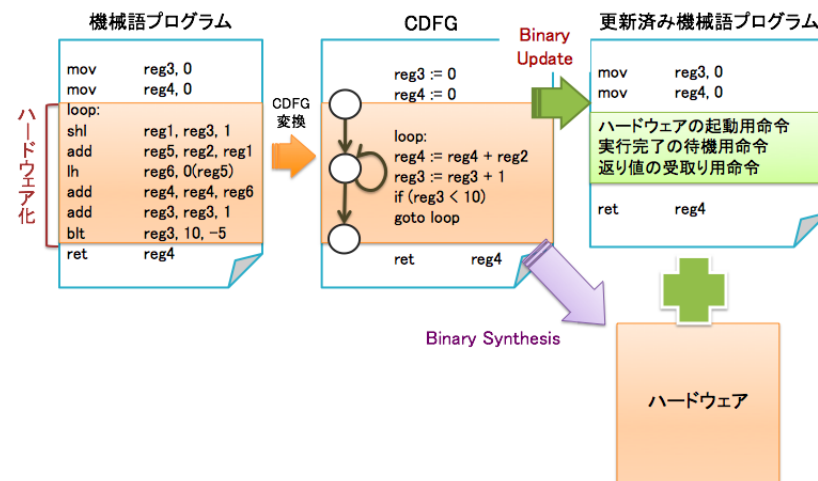 機械語プログラム
mov reg3, 0
mov reg4, 0
loop:
shl reg1, reg3, 1
add reg5, reg2, reg1
lh reg6, 0(reg5)
add reg4, reg4, reg6
add reg3, reg3, 1
blt reg3, 10, −5
ret reg4
ハードウェア化
CDFG
変換
CDFG
reg3 := 0
reg4 := 0
loop:
reg4 := reg4 + reg2
reg3 := reg3 + 1
if (reg3 < 10)
goto loop
ret reg4
Binary
Update
Binary Synthesis
更新済み機械語プログラム
mov reg3, 0
mov reg4, 0
ハードウェアの起動用命令
実行完了の待機用命令
返り値の受取り用命令
ret reg4
ハードウェア